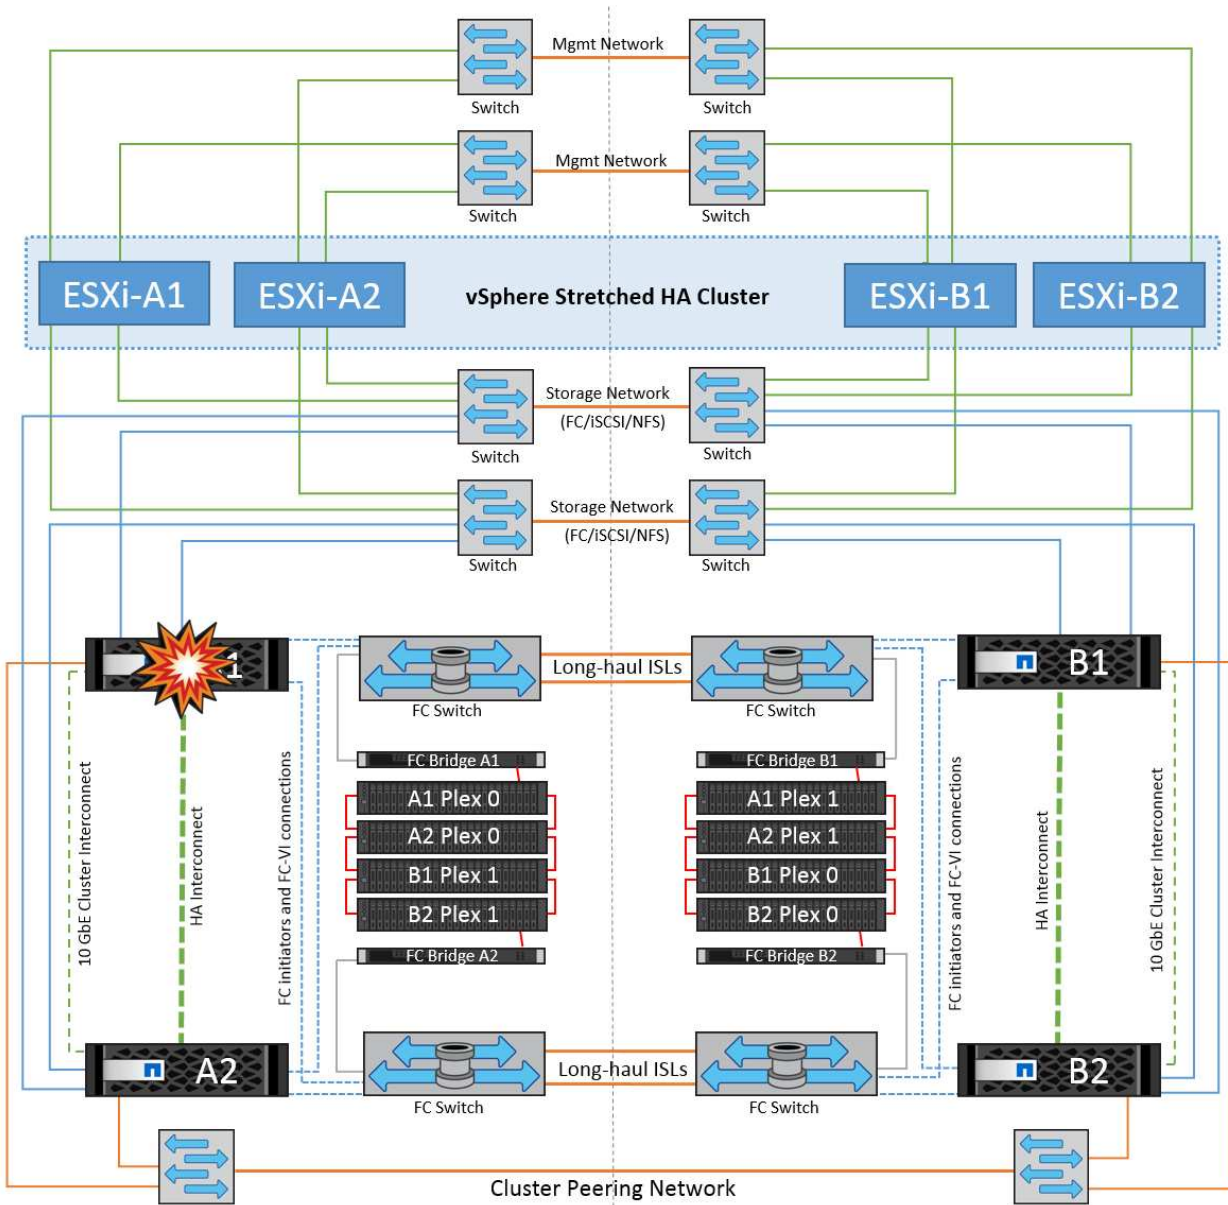 Mgmt Network
Switch
Switch
Mgmt Network
Switch
Switch
ESXi-A1
ESXi-A2
vSphere Stretched HA Cluster
ESXi-B1
ESXi-B2
Storage Network
(FC/iSCSI/NFS)
Switch
Switch
Storage Network
(FC/iSCSI/NFS)
Switch
Switch
1
B1
Long-haul ISLs
FC Switch
FC Switch
10 GbE Cluster Interconnect
HA Interconnect
FC initiators and FC-VI connections
FC Bridge A1
A1 Plex 0
A2 Plex 0
B1 Plex 1
B2 Plex 1
FC Bridge A2
FC Bridge B1
A1 Plex 1
A2 Plex 1
B1 Plex 0
B2 Plex 0
FC Bridge B2
FC initiators and FC-VI connections
HA Interconnect
10 GbE Cluster Interconnect
A2
B2
Long-haul ISLs
FC Switch
FC Switch
Cluster Peering Network